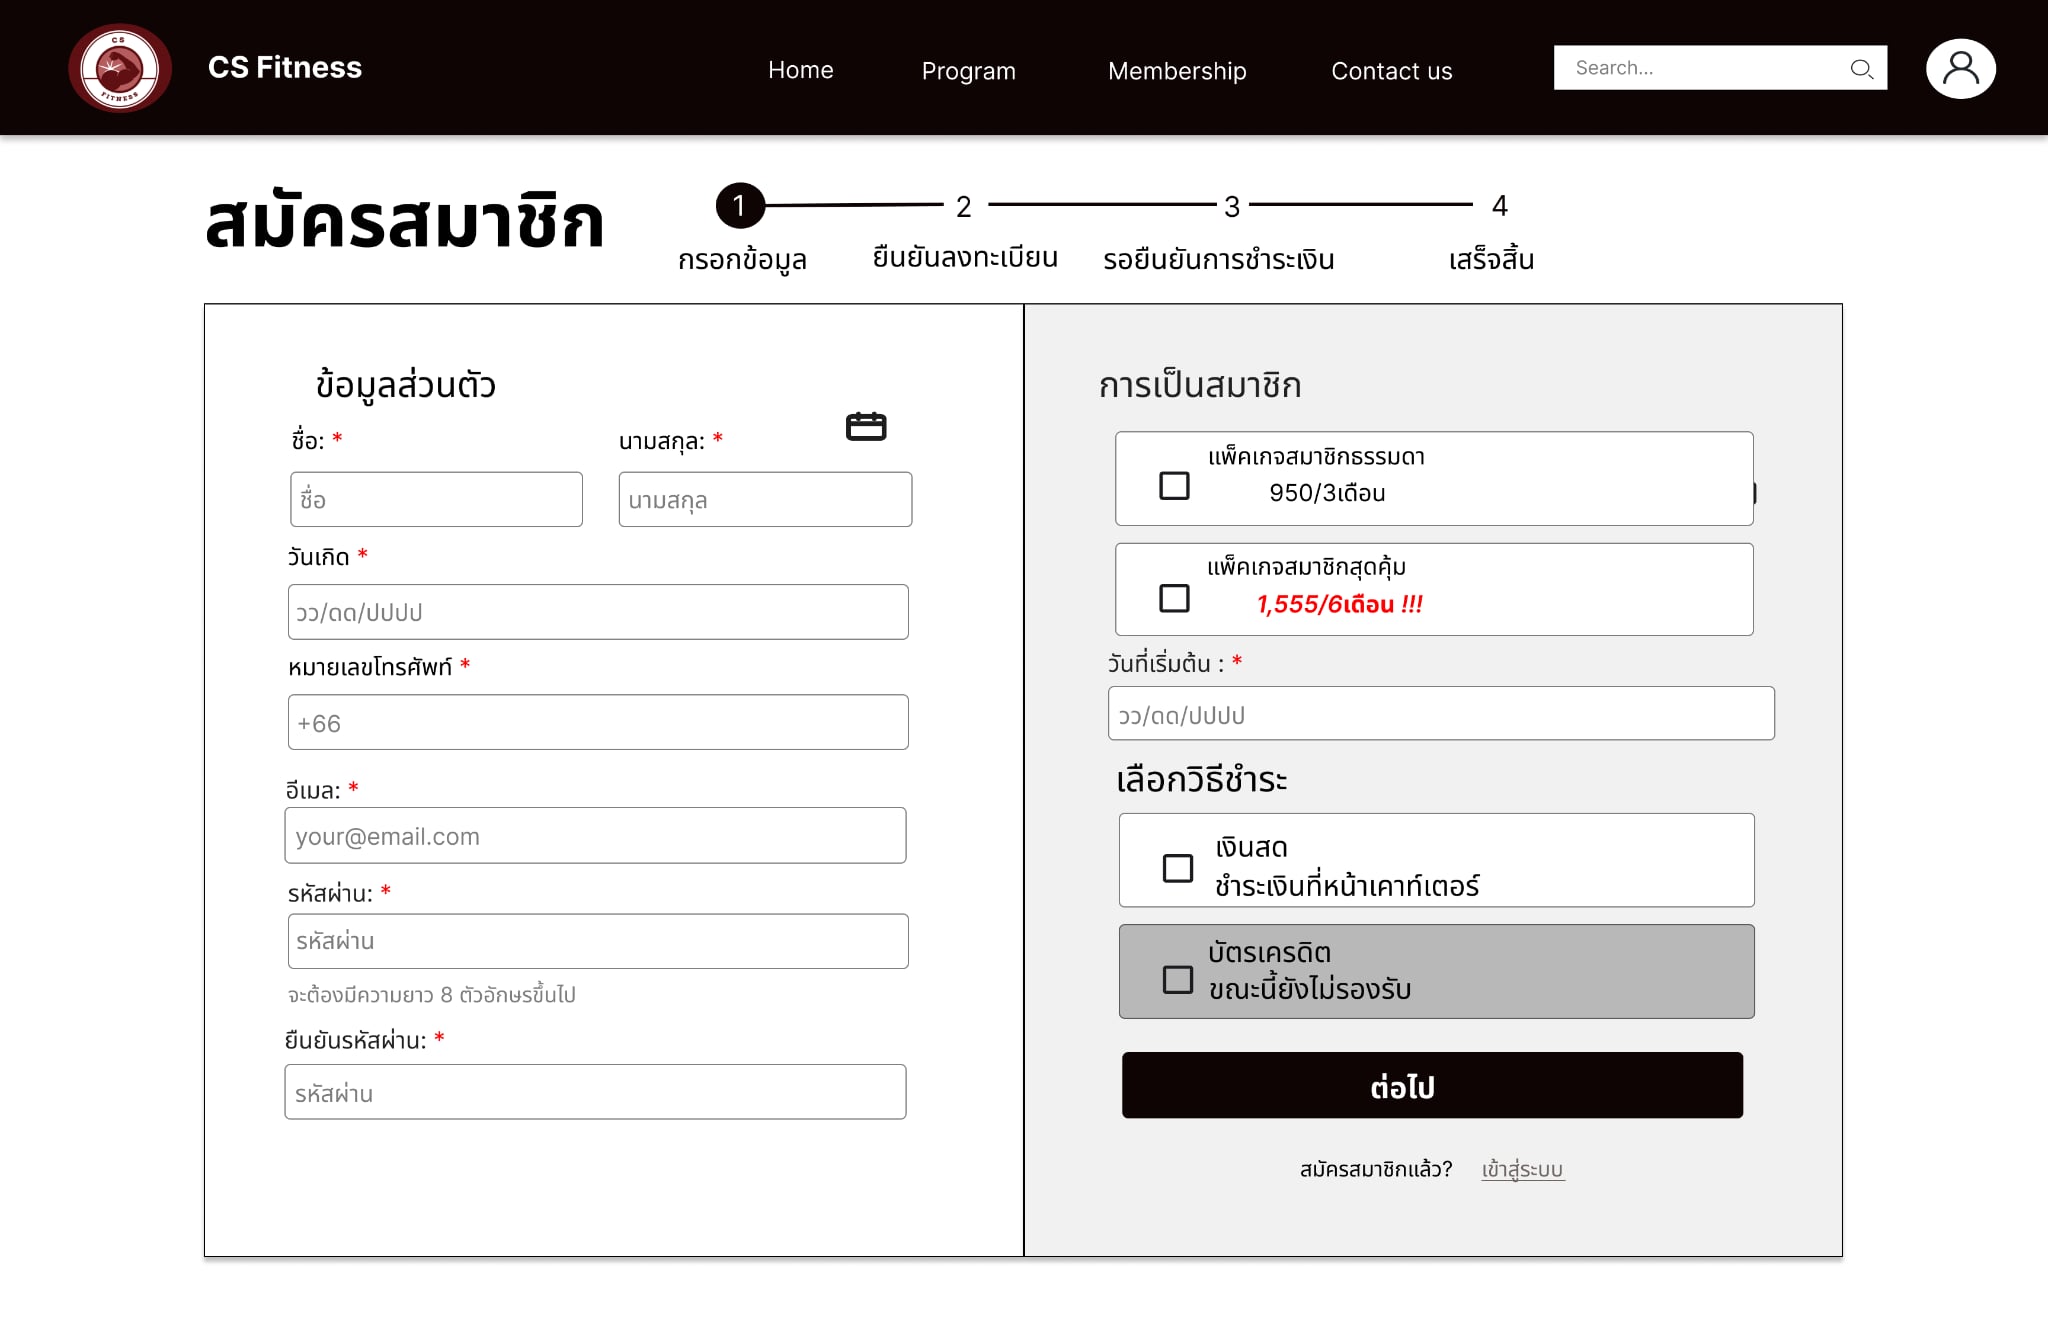 CS
FITNESS
CS Fitness
Home
Program
Membership
Contact us
Search...
สมัครสมาชิก
1
2
3
4
กรอกข้อมูล
ยืนยันลงทะเบียน
รอยืนยันการชำระเงิน
เสร็จสิ้น
ข้อมูลส่วนตัว
ชื่อ: *
นามสกุล: *
ชื่อ
นามสกุล
วันเกิด *
วว/ดด/ปปปป
หมายเลขโทรศัพท์ *
+66
อีเมล: *
your@email.com
รหัสผ่าน: *
รหัสผ่าน
จะต้องมีความยาว 8 ตัวอักษรขึ้นไป
ยืนยันรหัสผ่าน: *
รหัสผ่าน
การเป็นสมาชิก
แพ็คเกจสมาชิกธรรมดา
950/3เดือน
แพ็คเกจสมาชิกสุดคุ้ม
1,555/6เดือน !!!
วันที่เริ่มต้น : *
วว/ดด/ปปปป
เลือกวิธีชำระ
เงินสด
ชำระเงินที่หน้าเคาท์เตอร์
บัตรเครดิต
ขณะนี้ยังไม่รองรับ
ต่อไป
สมัครสมาชิกแล้ว? เข้าสู่ระบบ